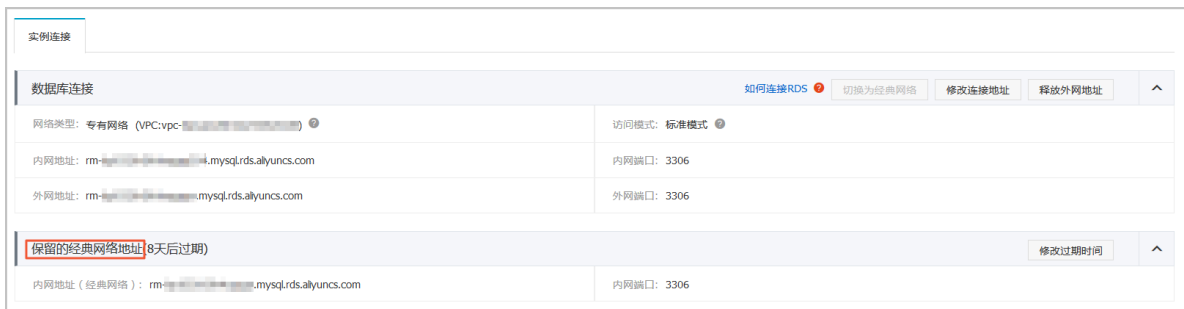 实例连接
数据库连接 如何连接RDS 切换为经典网络 修改连接地址 释放外网地址
网络类型: 专有网络 (VPC:vpc- ) 访问模式: 标准模式
内网地址: rm- .mysql.rds.aliyuncs.com 内网端口: 3306
外网地址: rm- .mysql.rds.aliyuncs.com 外网端口: 3306
保留的经典网络地址(8天后过期) 修改过期时间
内网地址 ( 经典网络 ) : rm- .mysql.rds.aliyuncs.com 内网端口: 3306